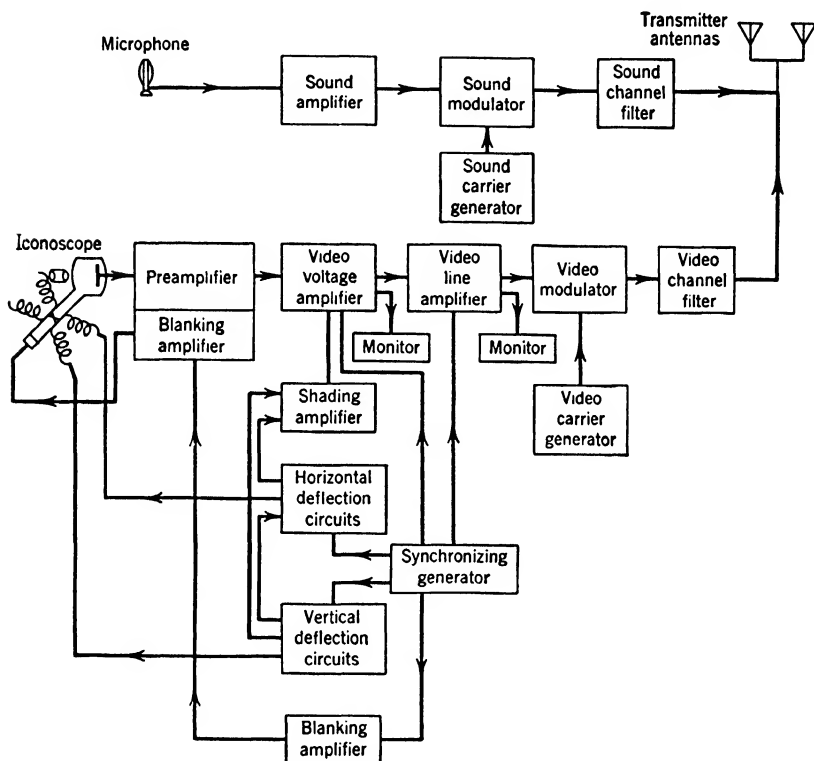 Transmitter
antennas
Microphone
Sound
amplifier
Sound
modulator
Sound
channel
filter
Sound
carrier
generator
Iconoscope
Preamplifier
Blanking
amplifier
Video
voltage
amplifier
Video
line
amplifier
Video
modulator
Video
channel
filter
Monitor
Monitor
Shading
amplifier
Video
carrier
generator
Horizontal
deflection
circuits
Synchronizing
generator
Vertical
deflection
circuits
Blanking
amplifier